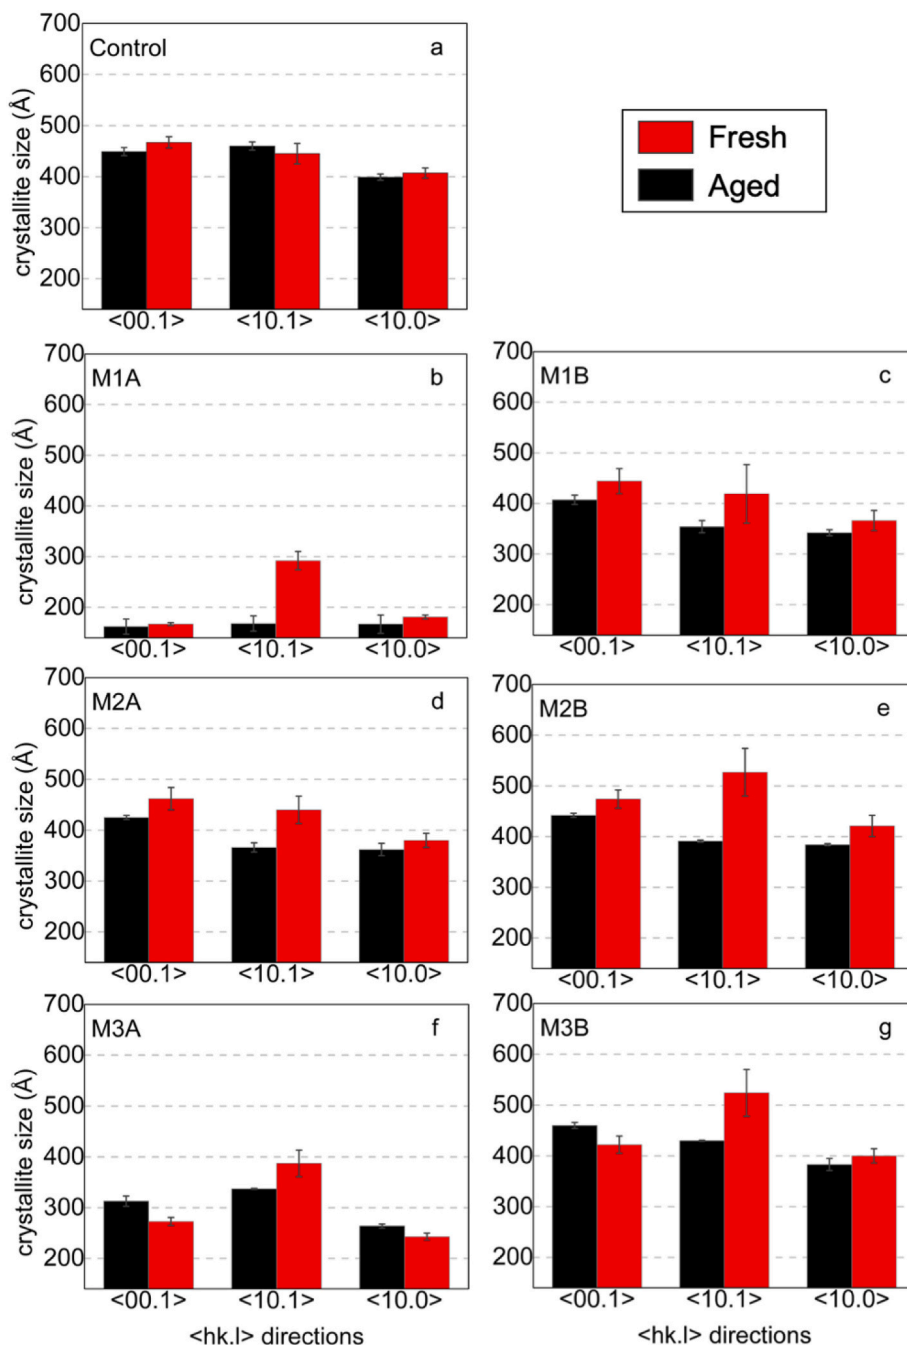 Control
a
crystallite size (Å)
700
600
500
400
300
200
<00.1>
<10.1>
<10.0>
Fresh
Aged
M1A
b
crystallite size (Å)
700
600
500
400
300
200
<00.1>
<10.1>
<10.0>
M1B
c
700
600
500
400
300
200
<00.1>
<10.1>
<10.0>
M2A
d
crystallite size (Å)
700
600
500
400
300
200
<00.1>
<10.1>
<10.0>
M2B
e
700
600
500
400
300
200
<00.1>
<10.1>
<10.0>
M3A
f
crystallite size (Å)
700
600
500
400
300
200
<00.1>
<10.1>
<10.0>
<hk.l> directions
M3B
g
700
600
500
400
300
200
<00.1>
<10.1>
<10.0>
<hk.l> directions